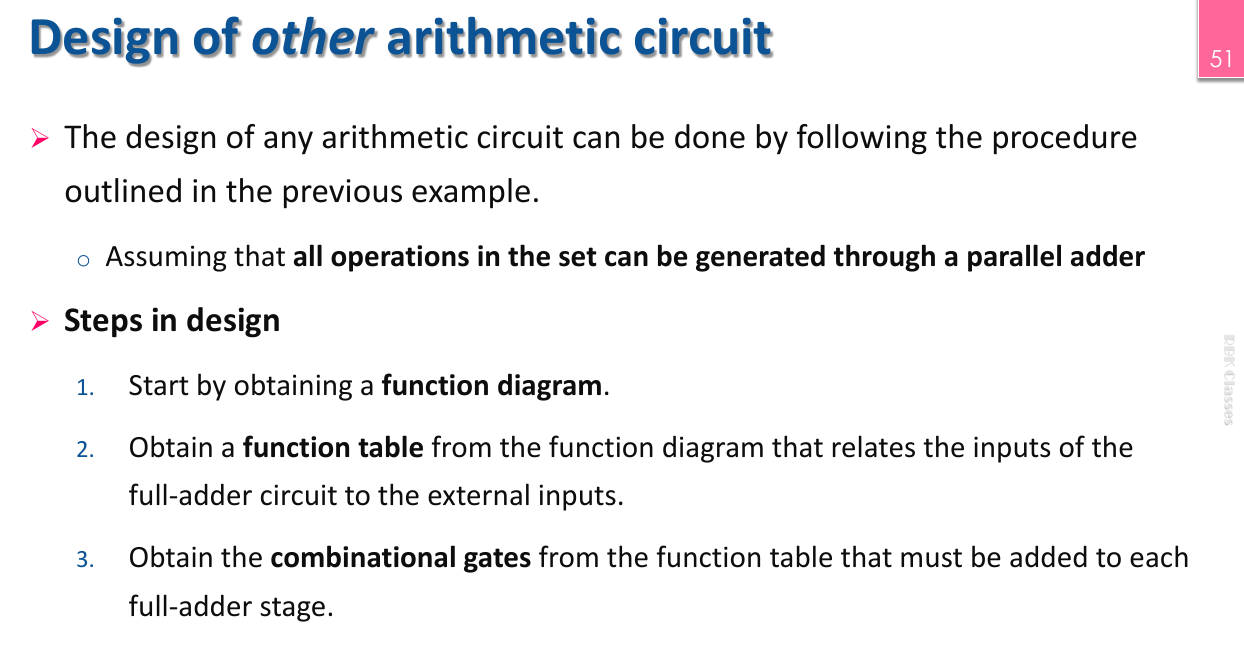 Design of other arithmetic circuit
51
➢ The design of any arithmetic circuit can be done by following the procedure
outlined in the previous example.
o Assuming that all operations in the set can be generated through a parallel adder
➢ Steps in design
1. Start by obtaining a function diagram.
2. Obtain a function table from the function diagram that relates the inputs of the
full-adder circuit to the external inputs.
3. Obtain the combinational gates from the function table that must be added to each
full-adder stage.
Classes